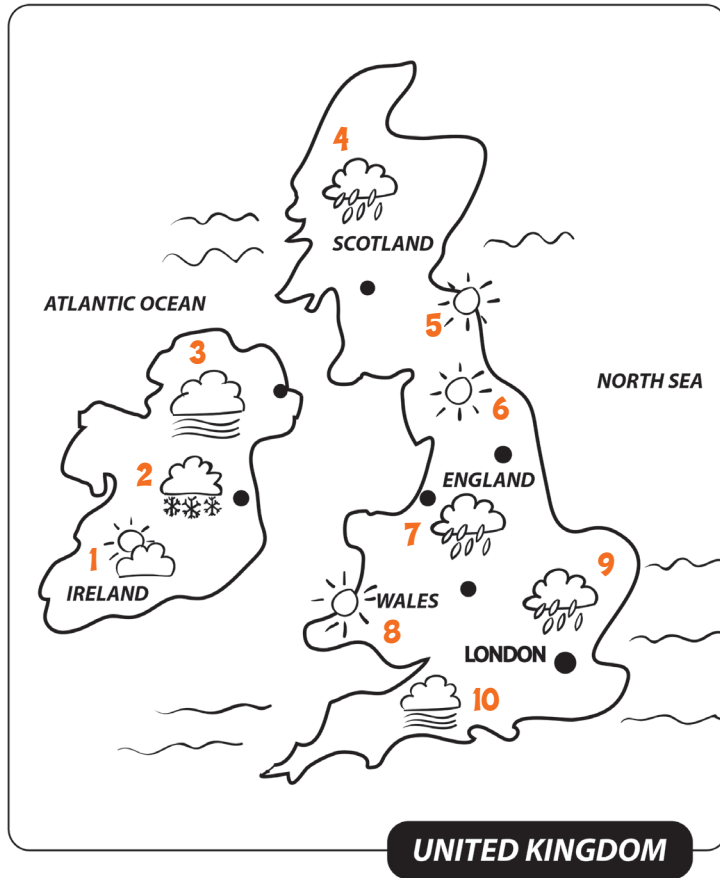 4
SCOTLAND
ATLANTIC OCEAN
5
3
NORTH SEA
6
2
ENGLAND
7
1
9
IRELAND
WALES
8
LONDON
10
UNITED KINGDOM